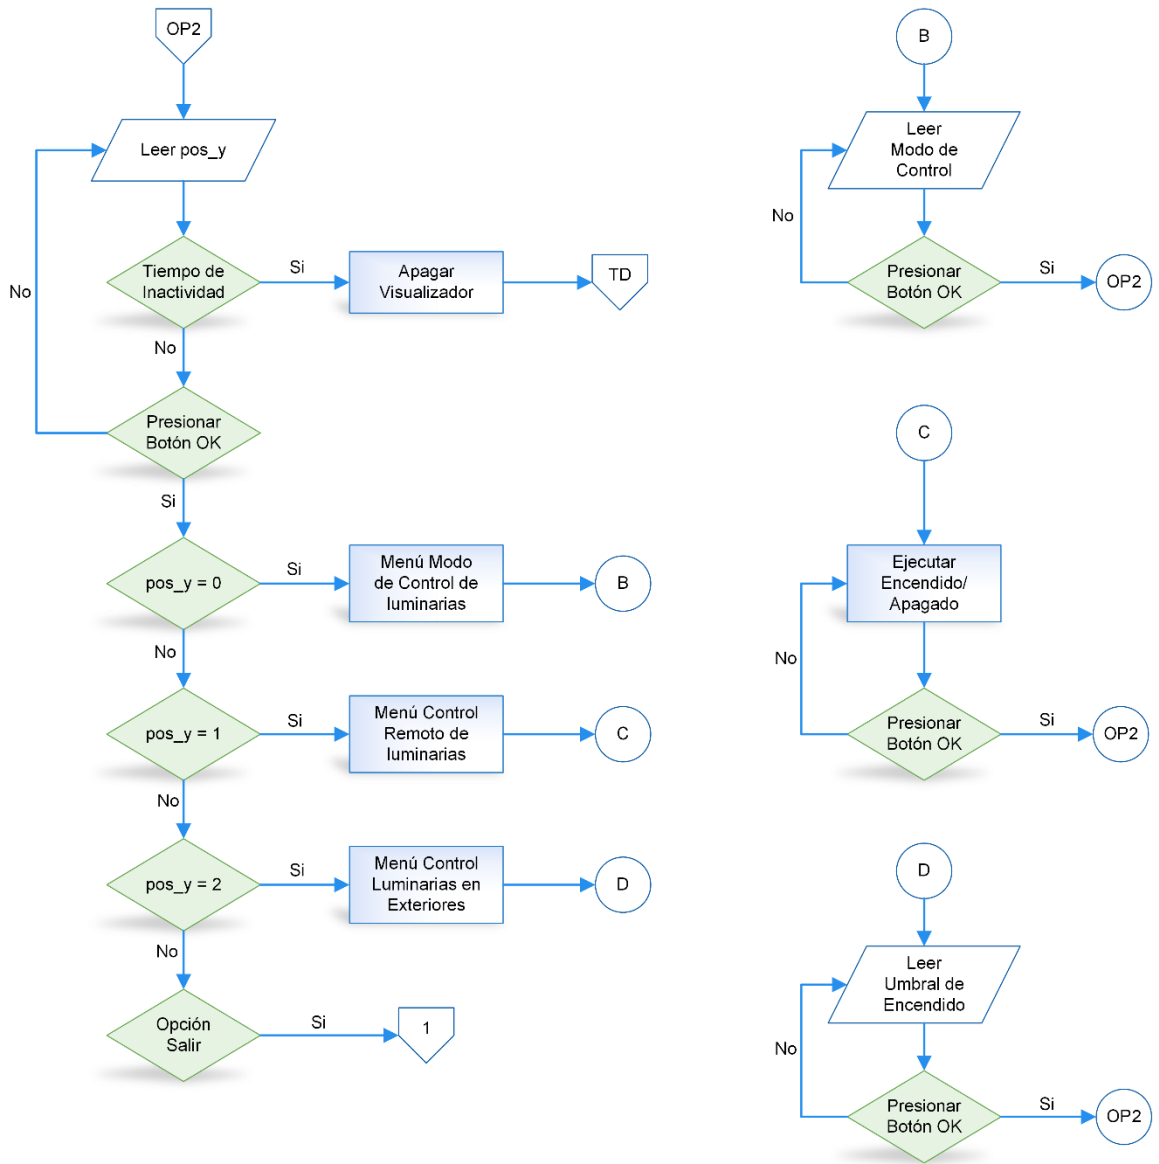 OP2
Leer pos_y
No
Tiempo de
Inactividad
Si
Apagar
Visualizador
TD
No
Presionar
Botón OK
Si
pos_y = 0
Si
Menú Modo
de Control de
luminarias
B
No
pos_y = 1
Si
Menú Control
Remoto de
luminarias
C
No
pos_y = 2
Si
Menú Control
Luminarias en
Exteriores
D
No
Opción
Salir
Si
1
B
Leer
Modo de
Control
No
Presionar
Botón OK
Si
OP2
C
Ejecutar
Encendido/
Apagado
No
Presionar
Botón OK
Si
OP2
D
Leer
Umbral de
Encendido
No
Presionar
Botón OK
Si
OP2